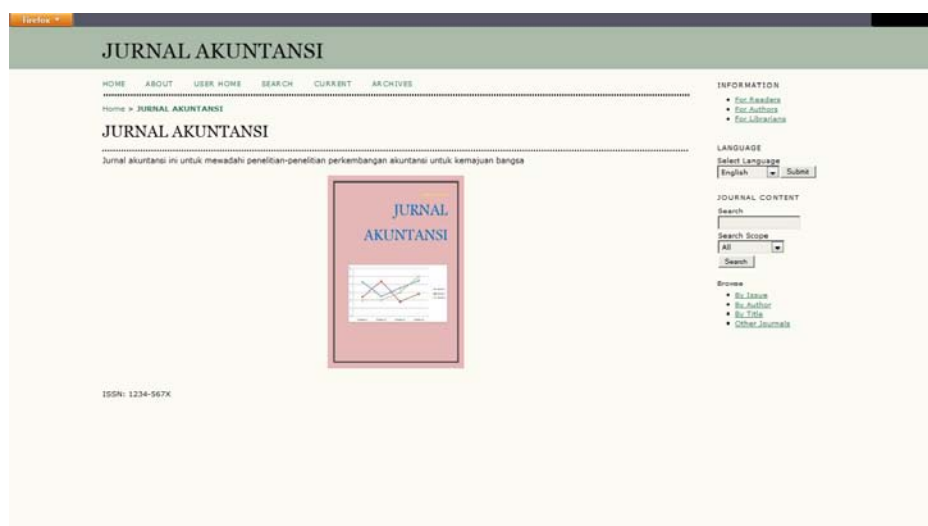 Firefox
JURNAL AKUNTANSI
HOME ABOUT USER HOME SEARCH CURRENT ARCHIVES
Home > JURNAL AKUNTANSI
JURNAL AKUNTANSI
Jurnal akuntansi ini untuk mewadahi penelitian-penelitian perkembangan akuntansi untuk kemajuan bangsa
JURNAL
AKUNTANSI
ISSN: 1234-567X
INFORMATION
For Readers
For Authors
For Librarians
LANGUAGE
Select Language
English Submit
JOURNAL CONTENT
Search
Search Scope
All
Search
Browse
By Issue
By Author
By Title
Other Journals